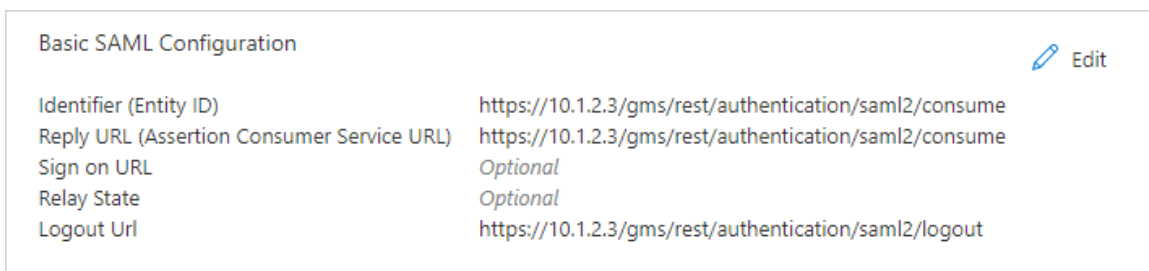 Basic SAML Configuration
Edit
Identifier (Entity ID) https://10.1.2.3/gms/rest/authentication/saml2/consume
Reply URL (Assertion Consumer Service URL) https://10.1.2.3/gms/rest/authentication/saml2/consume
Sign on URL Optional
Relay State Optional
Logout Url https://10.1.2.3/gms/rest/authentication/saml2/logout